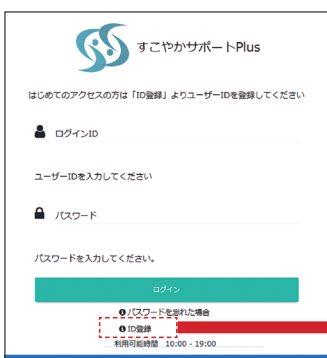 すこやかサポートPlus
はじめてのアクセスの方は「ID登録」よりユーザーIDを登録してください
ログインID
ユーザーIDを入力してください
パスワード
パスワードを入力してください。
ログイン
パスワードを忘れた場合
ID登録
利用可能時間 10:00 - 19:00